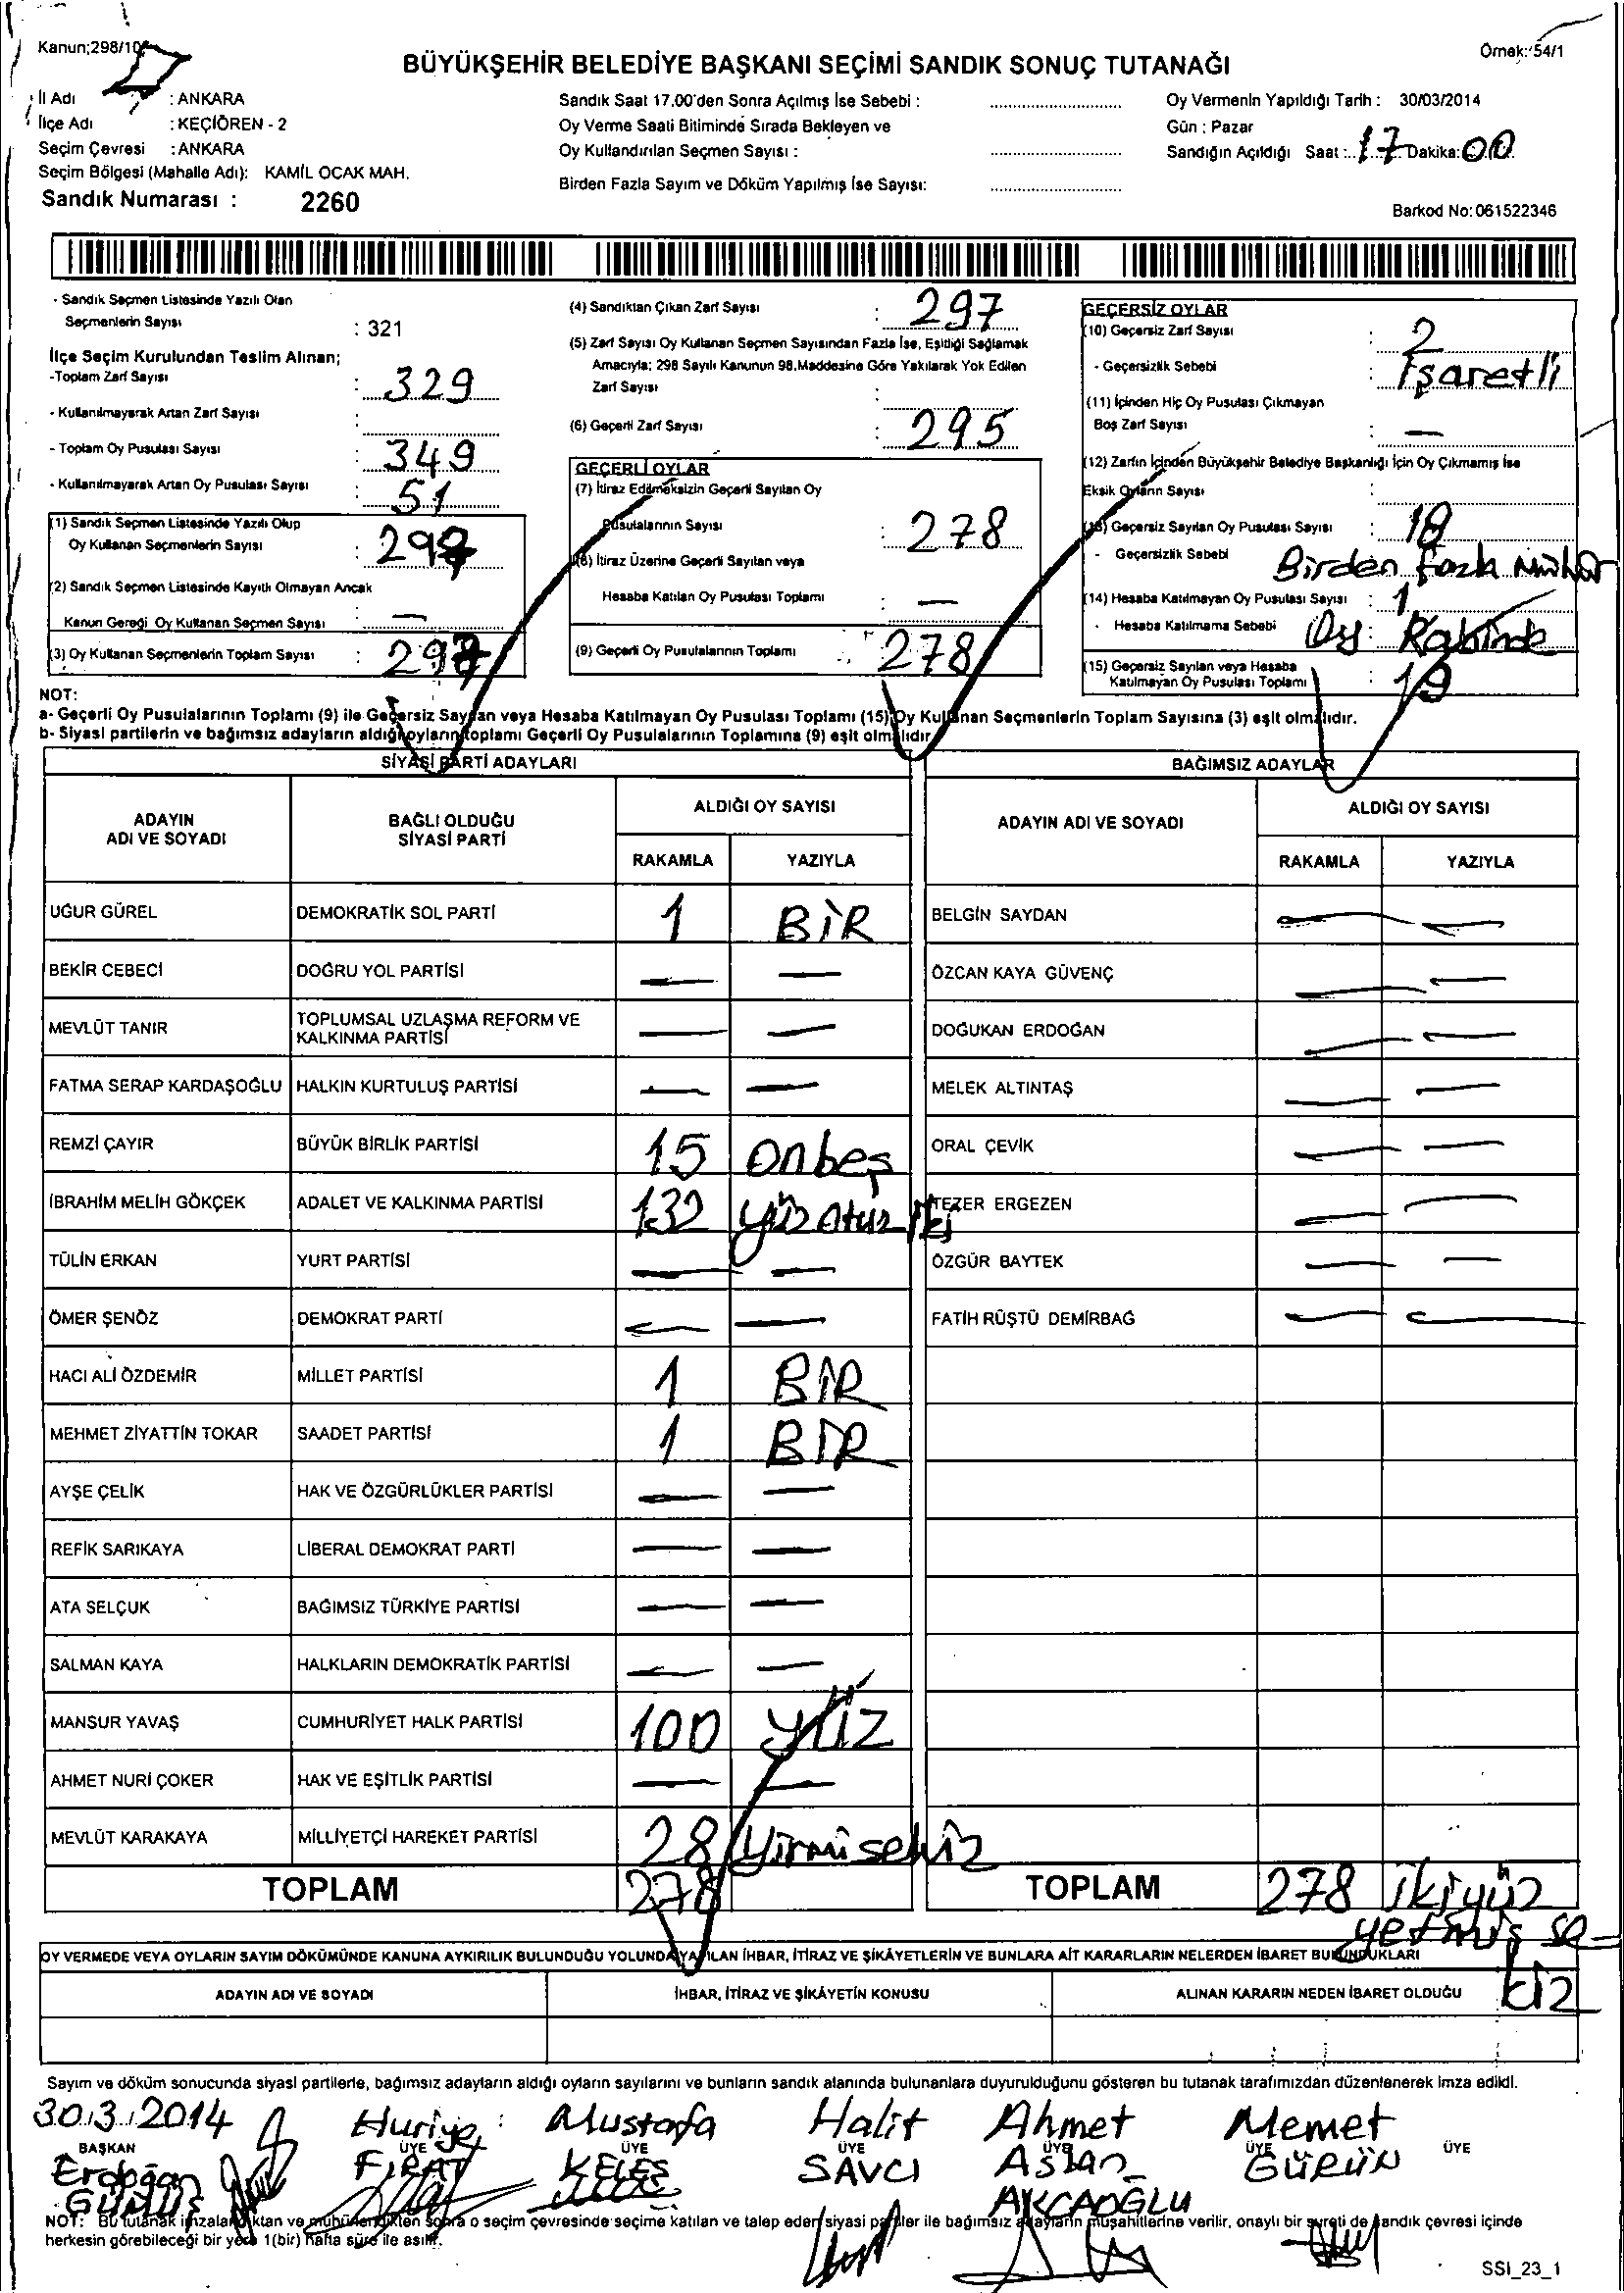 Kanun;298/10
Örnek: 54/1
BÜYÜKŞEHİR BELEDİYE BAŞKANI SEÇİMİ SANDIK SONUÇ TUTANAĞI
İl Adı : ANKARA
İlçe Adı : KEÇİÖREN - 2
Seçim Çevresi : ANKARA
Seçim Bölgesi (Mahalle Adı): KAMİL OCAK MAH.
Sandık Numarası : 2260
Sandık Saat 17.00'den Sonra Açılmış İse Sebebi : ..............................
Oy Verme Saati Bitiminde Sırada Bekleyen ve
Oy Kullandırılan Seçmen Sayısı : ..............................
Birden Fazla Sayım ve Döküm Yapılmış İse Sayısı: ..............................
Oy Vermenin Yapıldığı Tarih : 30/03/2014
Gün : Pazar
Sandığın Açıldığı Saat : 17 Dakika: 00
Barkod No: 061522346
- Sandık Seçmen Listesinde Yazılı Olan
Seçmenlerin Sayısı : 321
İlçe Seçim Kurulundan Teslim Alınan;
-Toplam Zarf Sayısı : 329
- Kullanılmayarak Artan Zarf Sayısı :
- Toplam Oy Pusulası Sayısı : 349
- Kullanılmayarak Artan Oy Pusulası Sayısı : 51
(1) Sandık Seçmen Listesinde Yazılı Olup
Oy Kullanan Seçmenlerin Sayısı : 297
(2) Sandık Seçmen Listesinde Kayıtlı Olmayan Ancak
Kanun Gereği Oy Kullanan Seçmen Sayısı : —
(3) Oy Kullanan Seçmenlerin Toplam Sayısı : 297
(4) Sandıktan Çıkan Zarf Sayısı : 297
(5) Zarf Sayısı Oy Kullanan Seçmen Sayısından Fazla İse, Eşitliği Sağlamak
Amacıyla; 298 Sayılı Kanunun 98.Maddesine Göre Yakılarak Yok Edilen
Zarf Sayısı :
(6) Geçerli Zarf Sayısı : 295
GEÇERLİ OYLAR
(7) İtiraz Edilmeksizin Geçerli Sayılan Oy
Pusulalarının Sayısı : 278
(8) İtiraz Üzerine Geçerli Sayılan veya
Hesaba Katılan Oy Pusulası Toplamı : —
(9) Geçerli Oy Pusulalarının Toplamı : 278
GEÇERSİZ OYLAR
(10) Geçersiz Zarf Sayısı : 2
- Geçersizlik Sebebi : İşaretli
(11) İçinden Hiç Oy Pusulası Çıkmayan
Boş Zarf Sayısı : —
(12) Zarfın İçinden Büyükşehir Belediye Başkanlığı İçin Oy Çıkmamış İse
Eksik Oyların Sayısı :
(13) Geçersiz Sayılan Oy Pusulası Sayısı : 18
- Geçersizlik Sebebi Birden fazla mühür
(14) Hesaba Katılmayan Oy Pusulası Sayısı : 1
- Hesaba Katılmama Sebebi Oy Kabinde
(15) Geçersiz Sayılan veya Hesaba
Katılmayan Oy Pusulası Toplamı : 19
NOT:
a- Geçerli Oy Pusulalarının Toplamı (9) ile Geçersiz Sayılan veya Hesaba Katılmayan Oy Pusulası Toplamı (15) Oy Kullanan Seçmenlerin Toplam Sayısına (3) eşit olmalıdır.
b- Siyasi partilerin ve bağımsız adayların aldığı oyların toplamı Geçerli Oy Pusulalarının Toplamına (9) eşit olmalıdır.
SİYASİ PARTİ ADAYLARI
ADAYIN ADI VE SOYADI
BAĞLI OLDUĞU SİYASİ PARTİ
ALDIĞI OY SAYISI
RAKAMLA YAZIYLA
BAĞIMSIZ ADAYLAR
ADAYIN ADI VE SOYADI
ALDIĞI OY SAYISI
RAKAMLA YAZIYLA
UĞUR GÜREL DEMOKRATİK SOL PARTİ 1 BİR BELGİN SAYDAN — —
BEKİR CEBECİ DOĞRU YOL PARTİSİ — — ÖZCAN KAYA GÜVENÇ — —
MEVLÜT TANIR TOPLUMSAL UZLAŞMA REFORM VE KALKINMA PARTİSİ — — DOĞUKAN ERDOĞAN — —
FATMA SERAP KARDAŞOĞLU HALKIN KURTULUŞ PARTİSİ — — MELEK ALTINTAŞ — —
REMZİ ÇAYIR BÜYÜK BİRLİK PARTİSİ 15 onbeş ORAL ÇEVİK — —
İBRAHİM MELİH GÖKÇEK ADALET VE KALKINMA PARTİSİ 132 yüz otuz iki TEZER ERGEZEN — —
TÜLİN ERKAN YURT PARTİSİ — — ÖZGÜR BAYTEK — —
ÖMER ŞENÖZ DEMOKRAT PARTİ — — FATİH RÜŞTÜ DEMİRBAĞ — —
HACI ALİ ÖZDEMİR MİLLET PARTİSİ 1 BİR
MEHMET ZİYATTİN TOKAR SAADET PARTİSİ 1 BİR
AYŞE ÇELİK HAK VE ÖZGÜRLÜKLER PARTİSİ — —
REFİK SARIKAYA LİBERAL DEMOKRAT PARTİ — —
ATA SELÇUK BAĞIMSIZ TÜRKİYE PARTİSİ — —
SALMAN KAYA HALKLARIN DEMOKRATİK PARTİSİ — —
MANSUR YAVAŞ CUMHURİYET HALK PARTİSİ 100 YÜZ
AHMET NURİ ÇOKER HAK VE EŞİTLİK PARTİSİ — —
MEVLÜT KARAKAYA MİLLİYETÇİ HAREKET PARTİSİ 28 yirmi sekiz
TOPLAM 278 TOPLAM 278 ikiyüz
yetmiş se-
kiz
OY VERMEDE VEYA OYLARIN SAYIM DÖKÜMÜNDE KANUNA AYKIRILIK BULUNDUĞU YOLUNDA YAPILAN İHBAR, İTİRAZ VE ŞİKÂYETLERİN VE BUNLARA AİT KARARLARIN NELERDEN İBARET BULUNDUKLARI
ADAYIN ADI VE SOYADI İHBAR, İTİRAZ VE ŞİKÂYETİN KONUSU ALINAN KARARIN NEDEN İBARET OLDUĞU
Sayım ve döküm sonucunda siyasi partilerle, bağımsız adayların aldığı oyların sayılarını ve bunların sandık alanında bulunanlara duyurulduğunu gösteren bu tutanak tarafımızdan düzenlenerek imza edildi.
30.3.2014 Huriye Mustafa Halit Ahmet Memet
BAŞKAN ÜYE ÜYE ÜYE ÜYE ÜYE ÜYE
Erdoğan FIRAT KELEŞ SAVCI Aslan GÜRÜN
GÜMÜŞ AKÇAOĞLU
NOT: Bu tutanak imzalandıktan ve mühürlendikten sonra o seçim çevresinde seçime katılan ve talep eden siyasi partiler ile bağımsız adayların müşahitlerine verilir, onaylı bir sureti de sandık çevresi içinde
herkesin görebileceği bir yere 1(bir) hafta süre ile asılır.
SSI_23_1